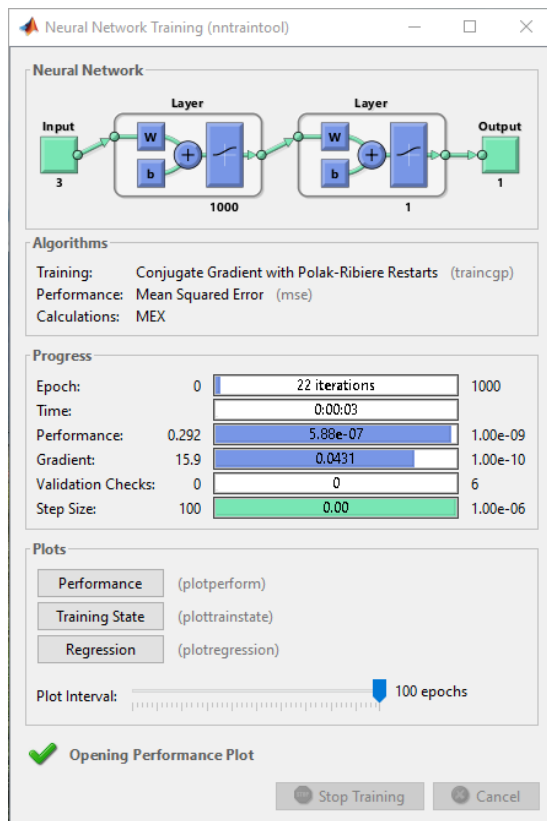 Neural Network Training (nntraintool)
Neural Network
Layer Layer
Input Output
W W
b b
3 1
1000 1
Algorithms
Training: Conjugate Gradient with Polak-Ribiere Restarts (traincgp)
Performance: Mean Squared Error (mse)
Calculations: MEX
Progress
Epoch: 0 22 iterations 1000
Time: 0:00:03
Performance: 0.292 5.88e-07 1.00e-09
Gradient: 15.9 0.0431 1.00e-10
Validation Checks: 0 0 6
Step Size: 100 0.00 1.00e-06
Plots
Performance (plotperform)
Training State (plottrainstate)
Regression (plotregression)
Plot Interval: 100 epochs
Opening Performance Plot
Stop Training Cancel